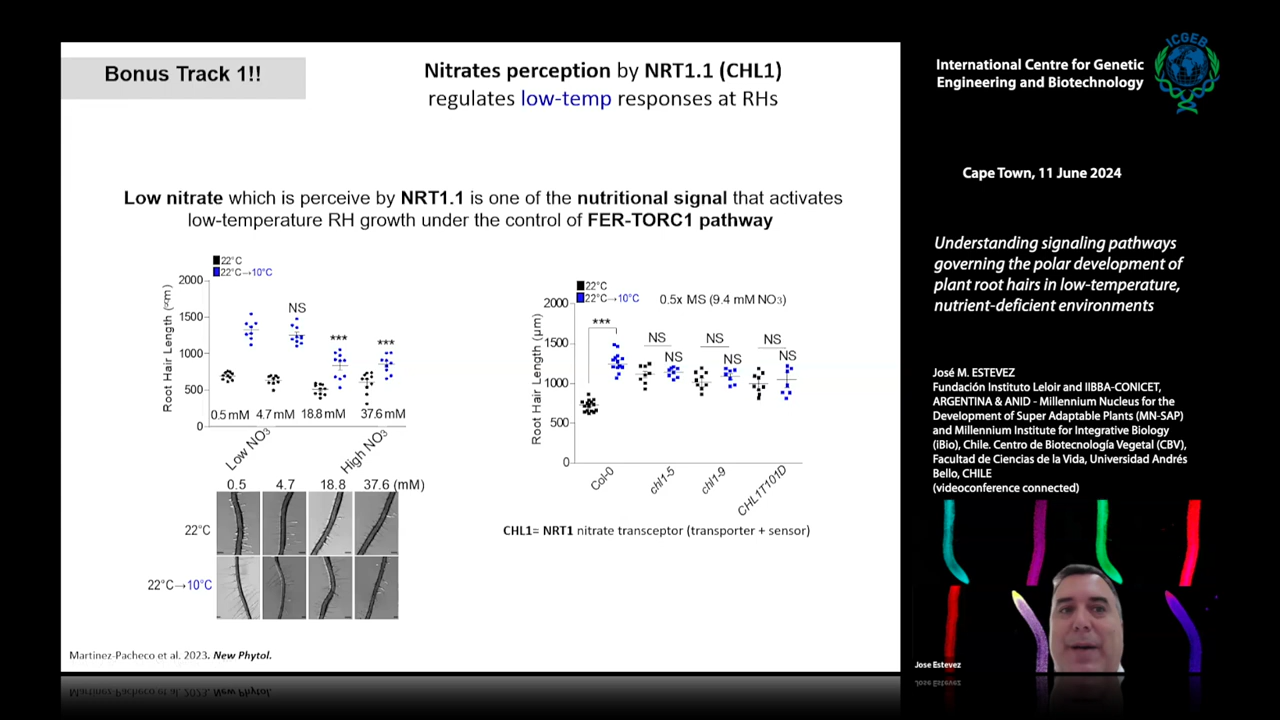 Bonus Track 1!!
Nitrates perception by NRT1.1 (CHL1)
regulates low-temp responses at RHs
Low nitrate which is perceive by NRT1.1 is one of the nutritional signal that activates
low-temperature RH growth under the control of FER-TORC1 pathway
22°C
22°C→10°C
Root Hair Length (µm)
2000
1500
1000
500
0
NS
***
***
0.5 mM 4.7 mM 18.8 mM 37.6 mM
Low NO3
High NO3
0.5 4.7 18.8 37.6 (mM)
22°C
22°C→10°C
22°C
22°C→10°C
0.5x MS (9.4 mM NO3)
Root Hair Length (µm)
2000
1500
1000
500
0
***
NS
NS
NS
NS
NS
NS
Col-0
chl1-5
chl1-9
CHL1T101D
CHL1= NRT1 nitrate transceptor (transporter + sensor)
Martinez-Pacheco et al. 2023. New Phytol.
International Centre for Genetic
Engineering and Biotechnology
ICGEB
Cape Town, 11 June 2024
Understanding signaling pathways
governing the polar development of
plant root hairs in low-temperature,
nutrient-deficient environments
José M. ESTEVEZ
Fundación Instituto Leloir and IIBBA-CONICET,
ARGENTINA & ANID - Millennium Nucleus for the
Development of Super Adaptable Plants (MN-SAP)
and Millennium Institute for Integrative Biology
(iBio), Chile. Centro de Biotecnología Vegetal (CBV),
Facultad de Ciencias de la Vida, Universidad Andrés
Bello, CHILE
(videoconference connected)
Jose Estevez